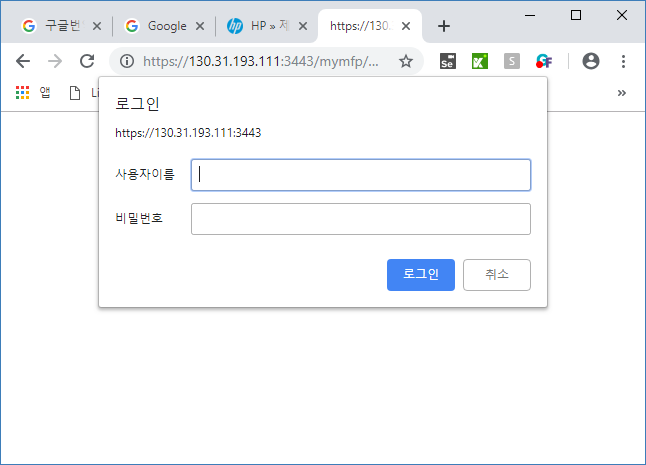 구글번
Google
HP » 제
https://130.
https://130.31.193.111:3443/mymfp/...
앱
Li
로그인
https://130.31.193.111:3443
사용자이름
비밀번호
로그인
취소